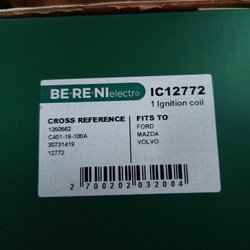 BE·RE·NI electro IC12772
1 Ignition coil
CROSS REFERENCE FITS TO
1350562 FORD
C401-18-100A MAZDA
30731419 VOLVO
12772
2 700202 032004